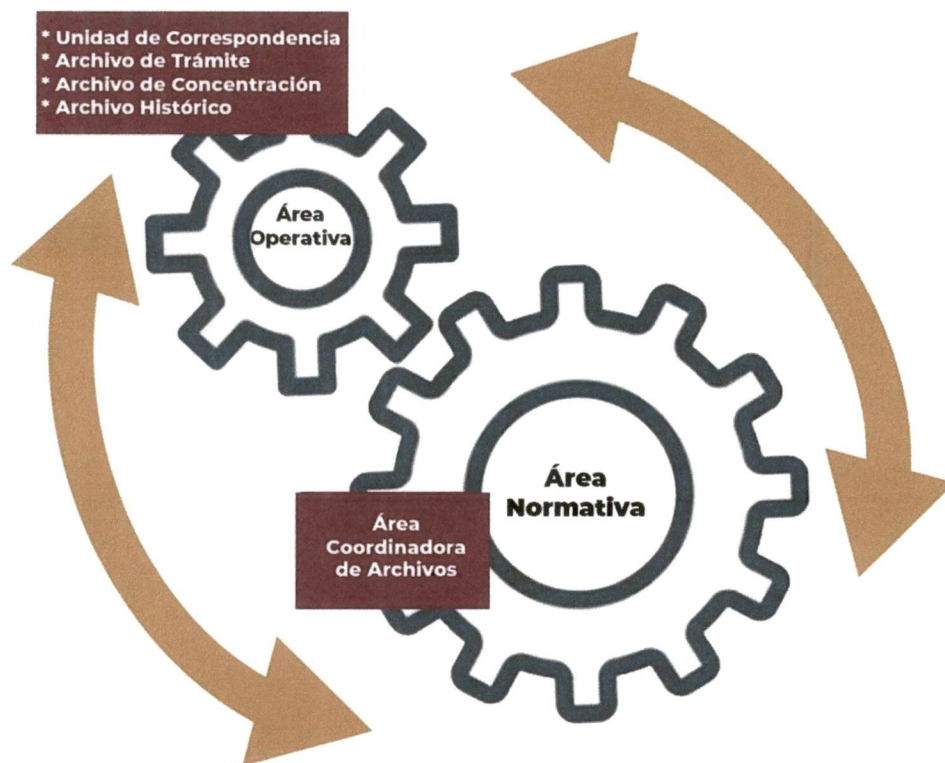 * Unidad de Correspondencia
* Archivo de Trámite
* Archivo de Concentración
* Archivo Histórico
Área
Operativa
Área
Normativa
Área
Coordinadora
de Archivos